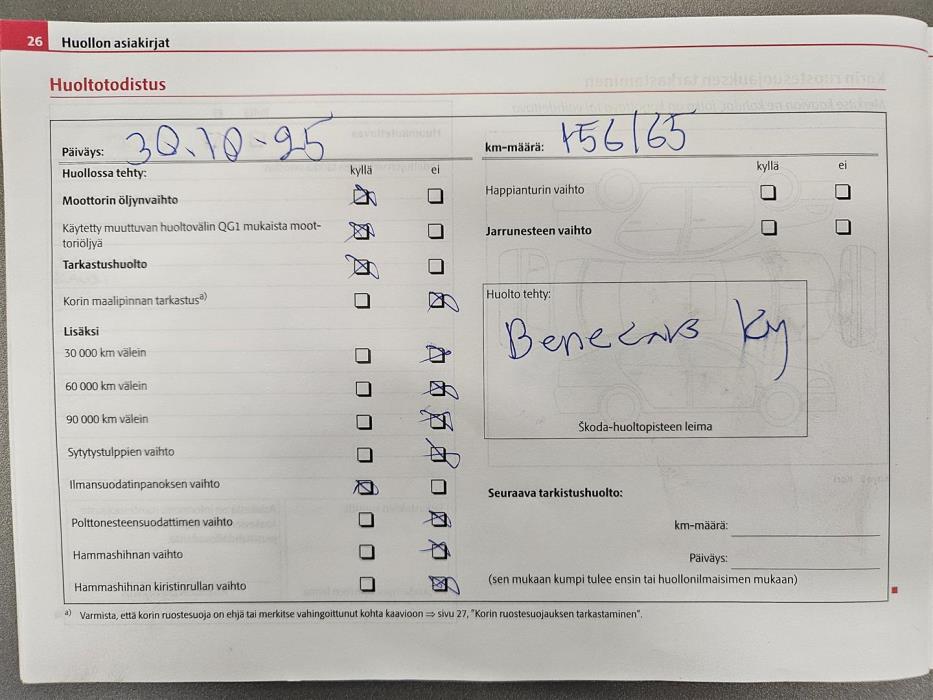 26 Huollon asiakirjat
Huoltotodistus
Päiväys: 30.10.25
Huollossa tehty: kyllä ei
Moottorin öljynvaihto
Käytetty muuttuvan huoltovälin QG1 mukaista moot-
toriöljyä
Tarkastushuolto
Korin maalipinnan tarkastus a)
Lisäksi
30 000 km välein
60 000 km välein
90 000 km välein
Sytytystulppien vaihto
Ilmansuodatinpanoksen vaihto
Polttonesteensuodattimen vaihto
Hammashihnan vaihto
Hammashihnan kiristinrullan vaihto
km-määrä: 156165
kyllä ei
Happianturin vaihto
Jarrunesteen vaihto
Huolto tehty:
Ky
Škoda-huoltopisteen leima
Seuraava tarkistushuolto:
km-määrä:
Päiväys:
(sen mukaan kumpi tulee ensin tai huollonilmaisimen mukaan)
a) Varmista, että korin ruostesuoja on ehjä tai merkitse vahingoittunut kohta kaavioon ⇒ sivu 27, "Korin ruostesuojauksen tarkastaminen".